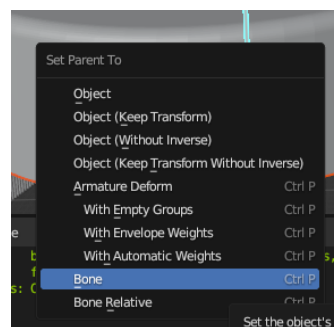 Set Parent To
Object
Object (Keep Transform)
Object (Without Inverse)
Object (Keep Transform Without Inverse)
Armature Deform Ctrl P
With Empty Groups Ctrl P
With Envelope Weights Ctrl P
With Automatic Weights Ctrl P
Bone Ctrl P
Bone Relative Ctrl P
Set the object's